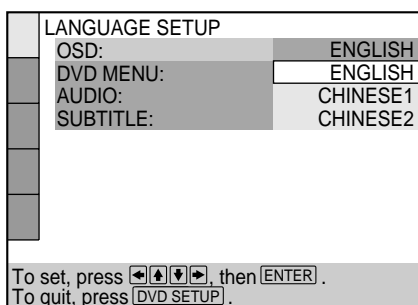 LANGUAGE SETUP
OSD: ENGLISH
DVD MENU: ENGLISH
AUDIO: CHINESE1
SUBTITLE: CHINESE2
To set, press ←↑↓→, then ENTER .
To quit, press DVD SETUP .